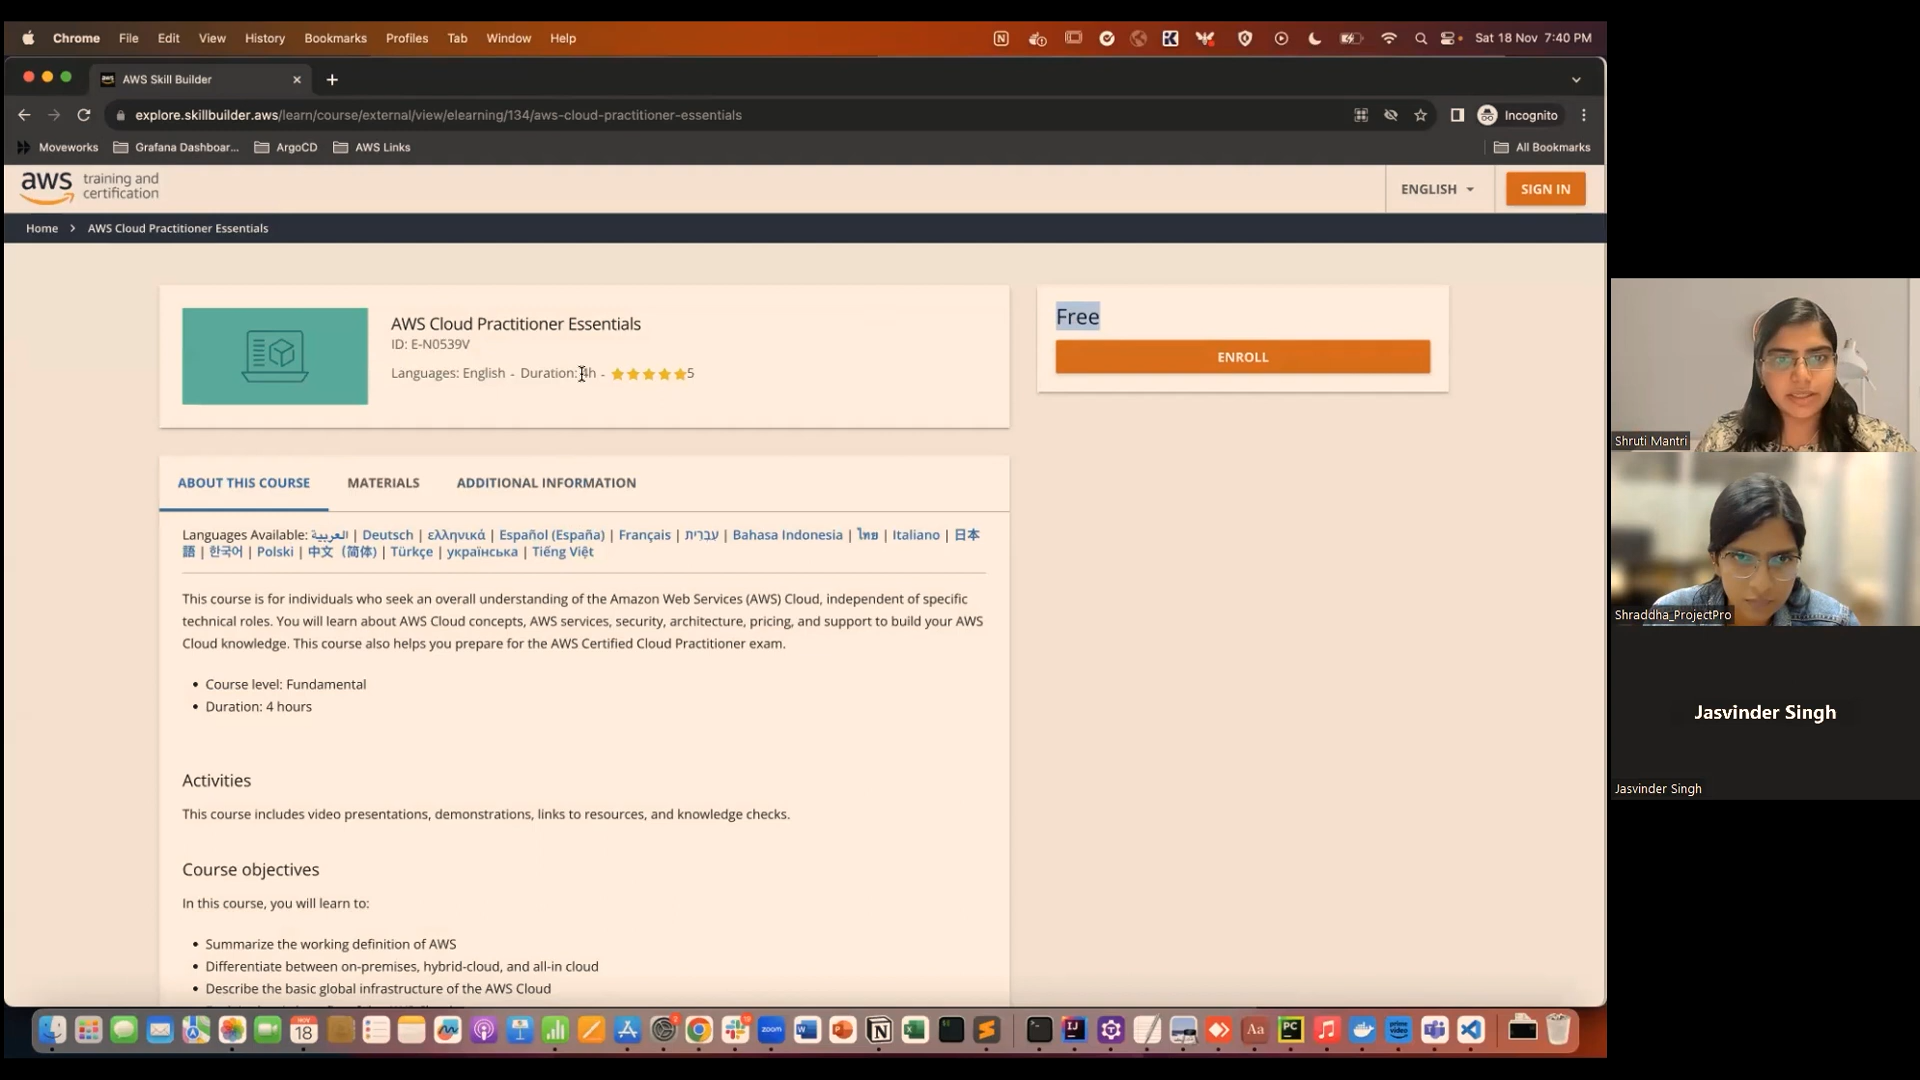 Chrome File Edit View History Bookmarks Profiles Tab Window Help Sat 18 Nov 7:40 PM
aws AWS Skill Builder
explore.skillbuilder.aws/learn/course/external/view/elearning/134/aws-cloud-practitioner-essentials Incognito
Moveworks Grafana Dashboar... ArgoCD AWS Links All Bookmarks
aws training and
certification
ENGLISH SIGN IN
Home > AWS Cloud Practitioner Essentials
AWS Cloud Practitioner Essentials
ID: E-N0539V
Languages: English - Duration: 4h - 5
Free
ENROLL
ABOUT THIS COURSE MATERIALS ADDITIONAL INFORMATION
Languages Available: العربية | Deutsch | ελληνικά | Español (España) | Français | עברית | Bahasa Indonesia | ไทย | Italiano | 日本
語 | 한국어 | Polski | 中文（简体) | Türkçe | українська | Tiếng Việt
This course is for individuals who seek an overall understanding of the Amazon Web Services (AWS) Cloud, independent of specific
technical roles. You will learn about AWS Cloud concepts, AWS services, security, architecture, pricing, and support to build your AWS
Cloud knowledge. This course also helps you prepare for the AWS Certified Cloud Practitioner exam.
• Course level: Fundamental
• Duration: 4 hours
Activities
This course includes video presentations, demonstrations, links to resources, and knowledge checks.
Course objectives
In this course, you will learn to:
• Summarize the working definition of AWS
• Differentiate between on-premises, hybrid-cloud, and all-in cloud
• Describe the basic global infrastructure of the AWS Cloud
Shruti Mantri
Shraddha_ProjectPro
Jasvinder Singh
Jasvinder Singh
NOV
18
zoom
IJ
Aa
PC
prime
video